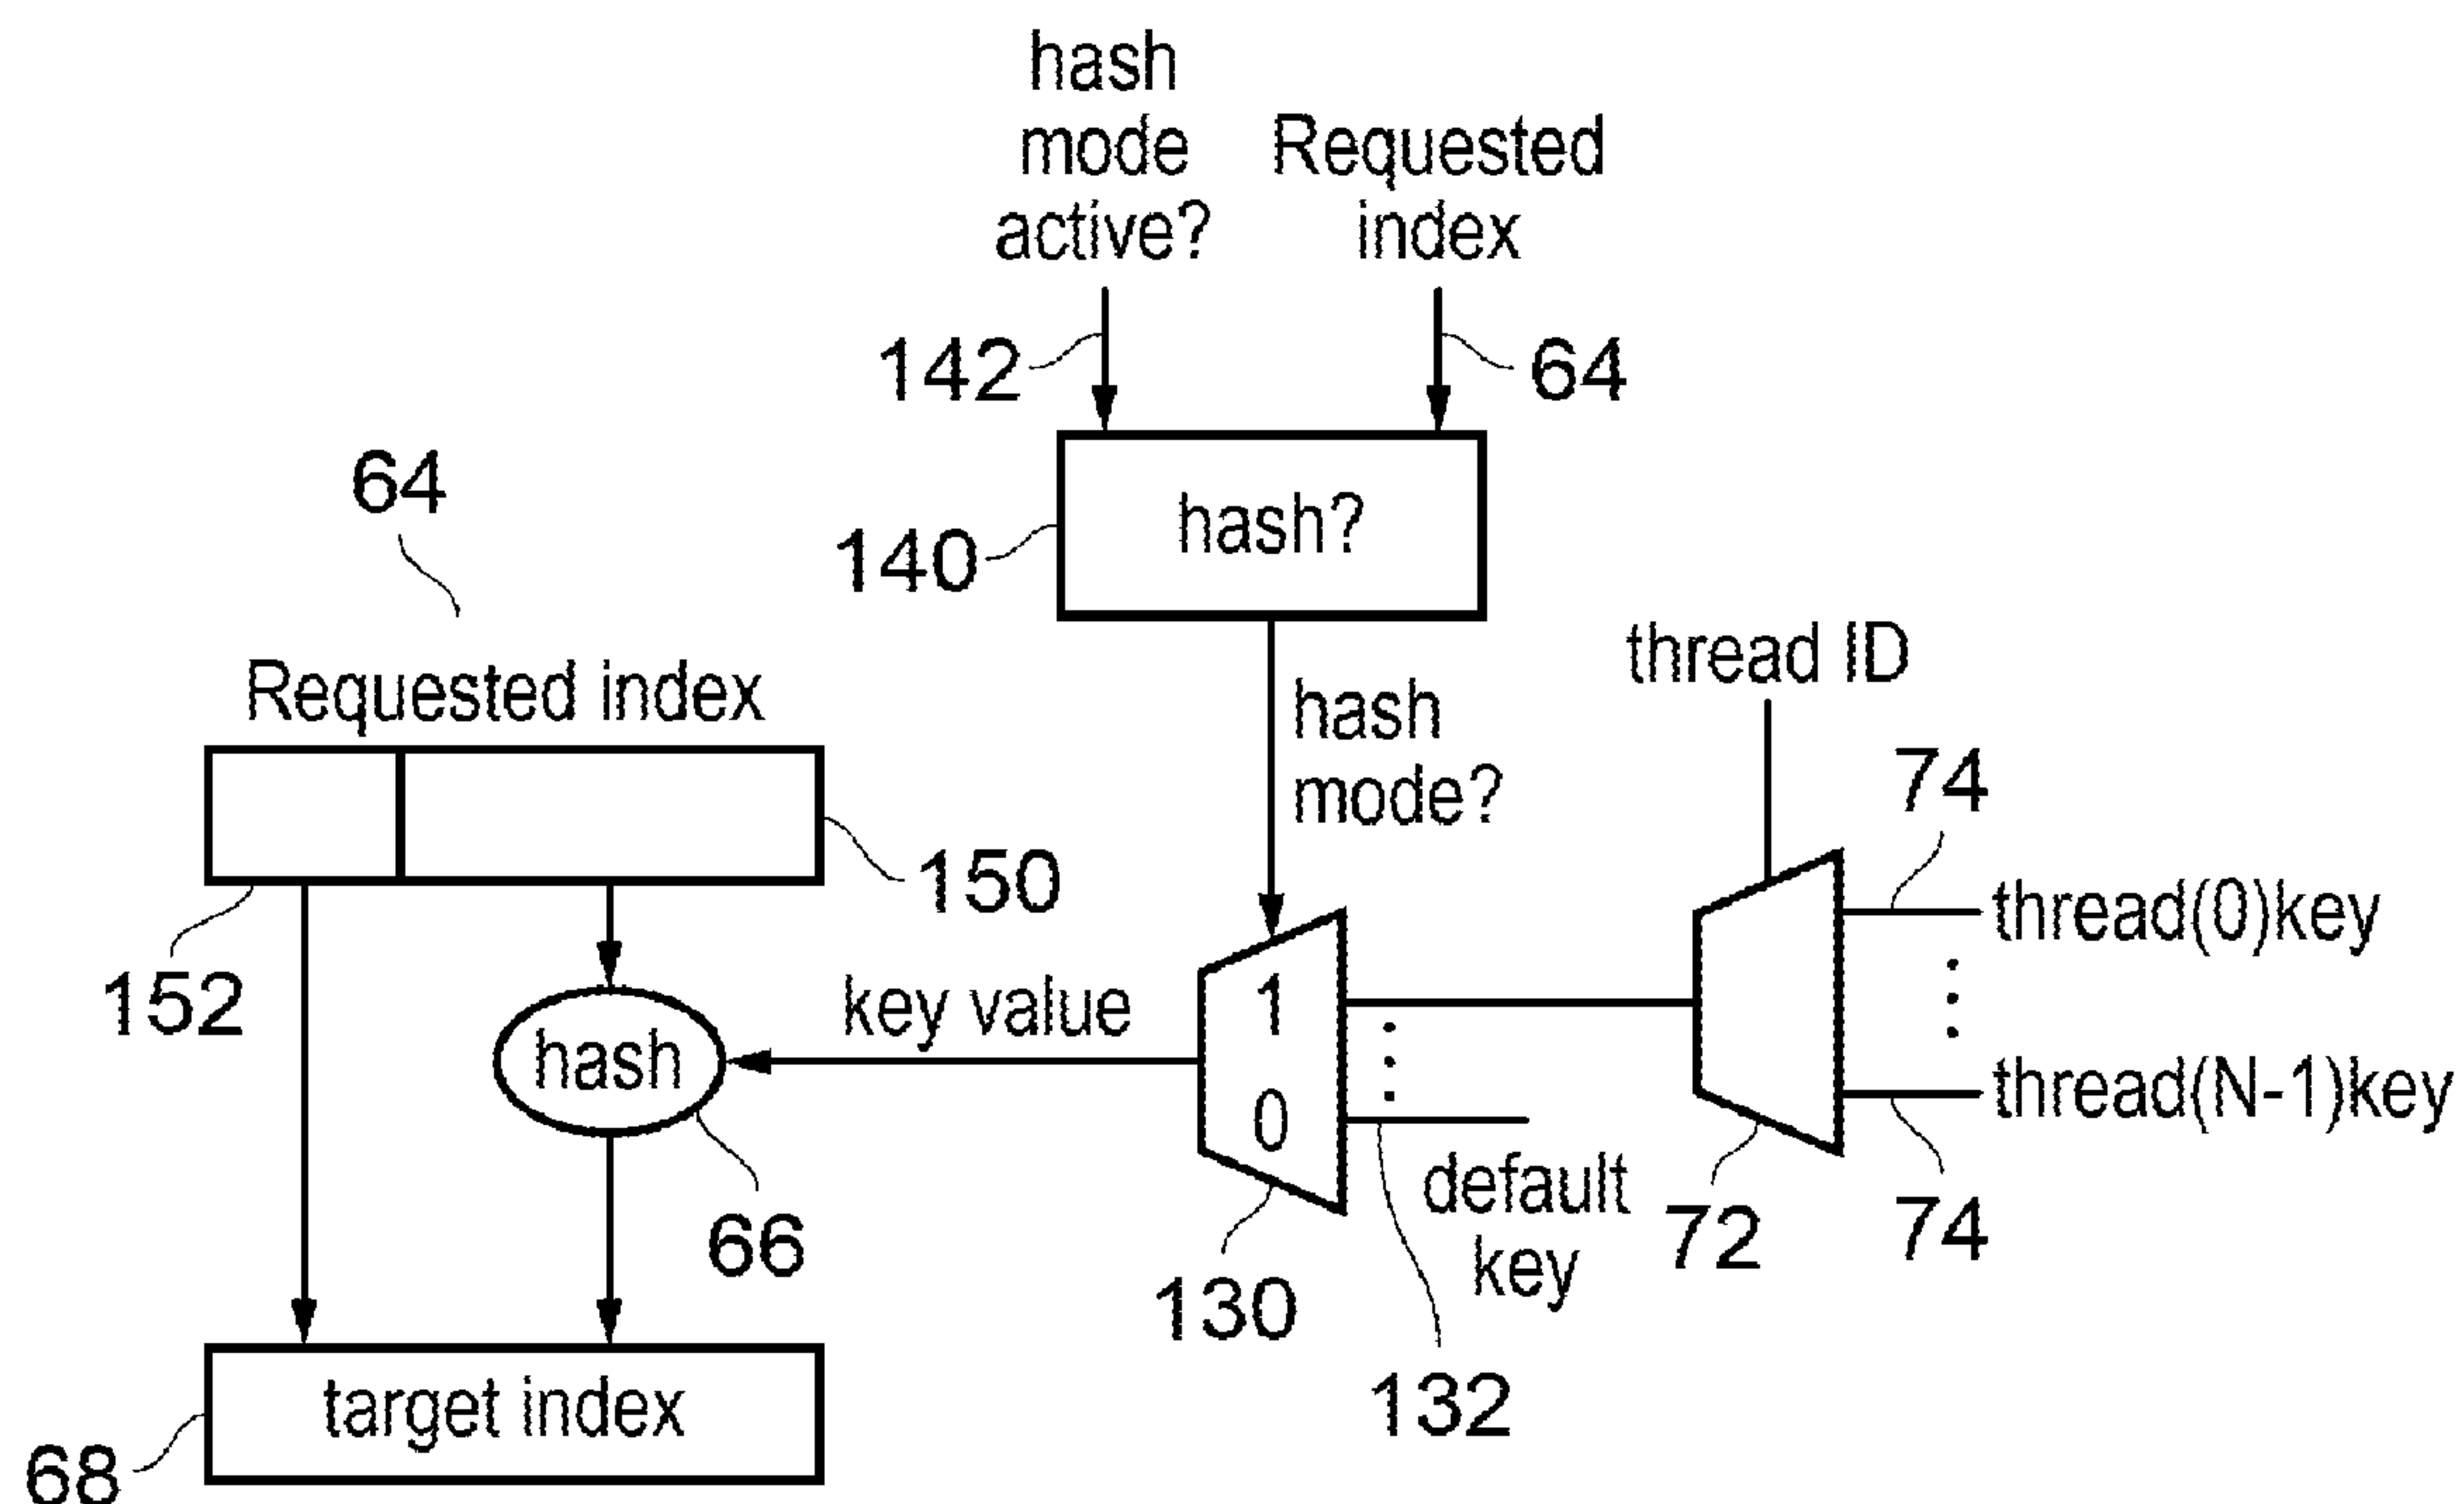 hash
mode
active?
Requested
index
142
64
64
hash?
140
thread ID
Requested index
hash
mode?
74
150
thread(0)key
152
key value
1
hash
0
thread(N-1)key
default
key
66
72
74
130
132
target index
68